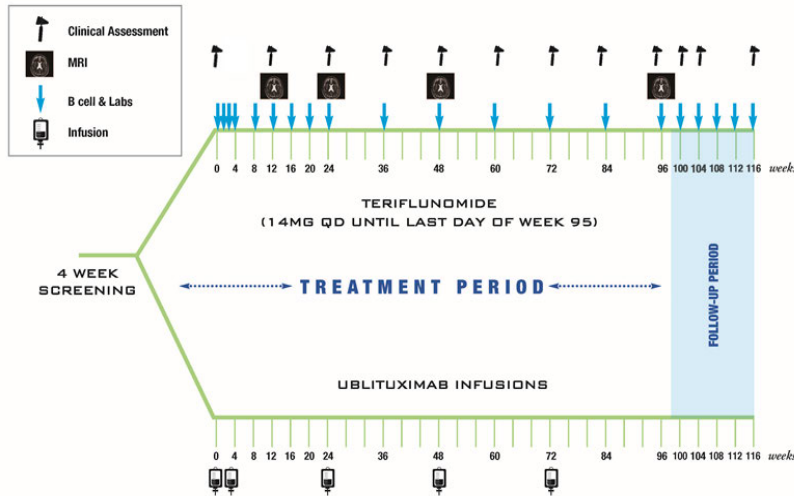 Clinical Assessment
MRI
B cell & Labs
Infusion
0 4 8 12 16 20 24 36 48 60 72 84 96 100 104 108 112 116 weeks
TERIFLUNOMIDE
(14MG QD UNTIL LAST DAY OF WEEK 95)
4 WEEK
SCREENING
TREATMENT PERIOD
FOLLOW-UP PERIOD
UBLITUXIMAB INFUSIONS
0 4 8 12 16 20 24 36 48 60 72 84 96 100 104 108 112 116 weeks